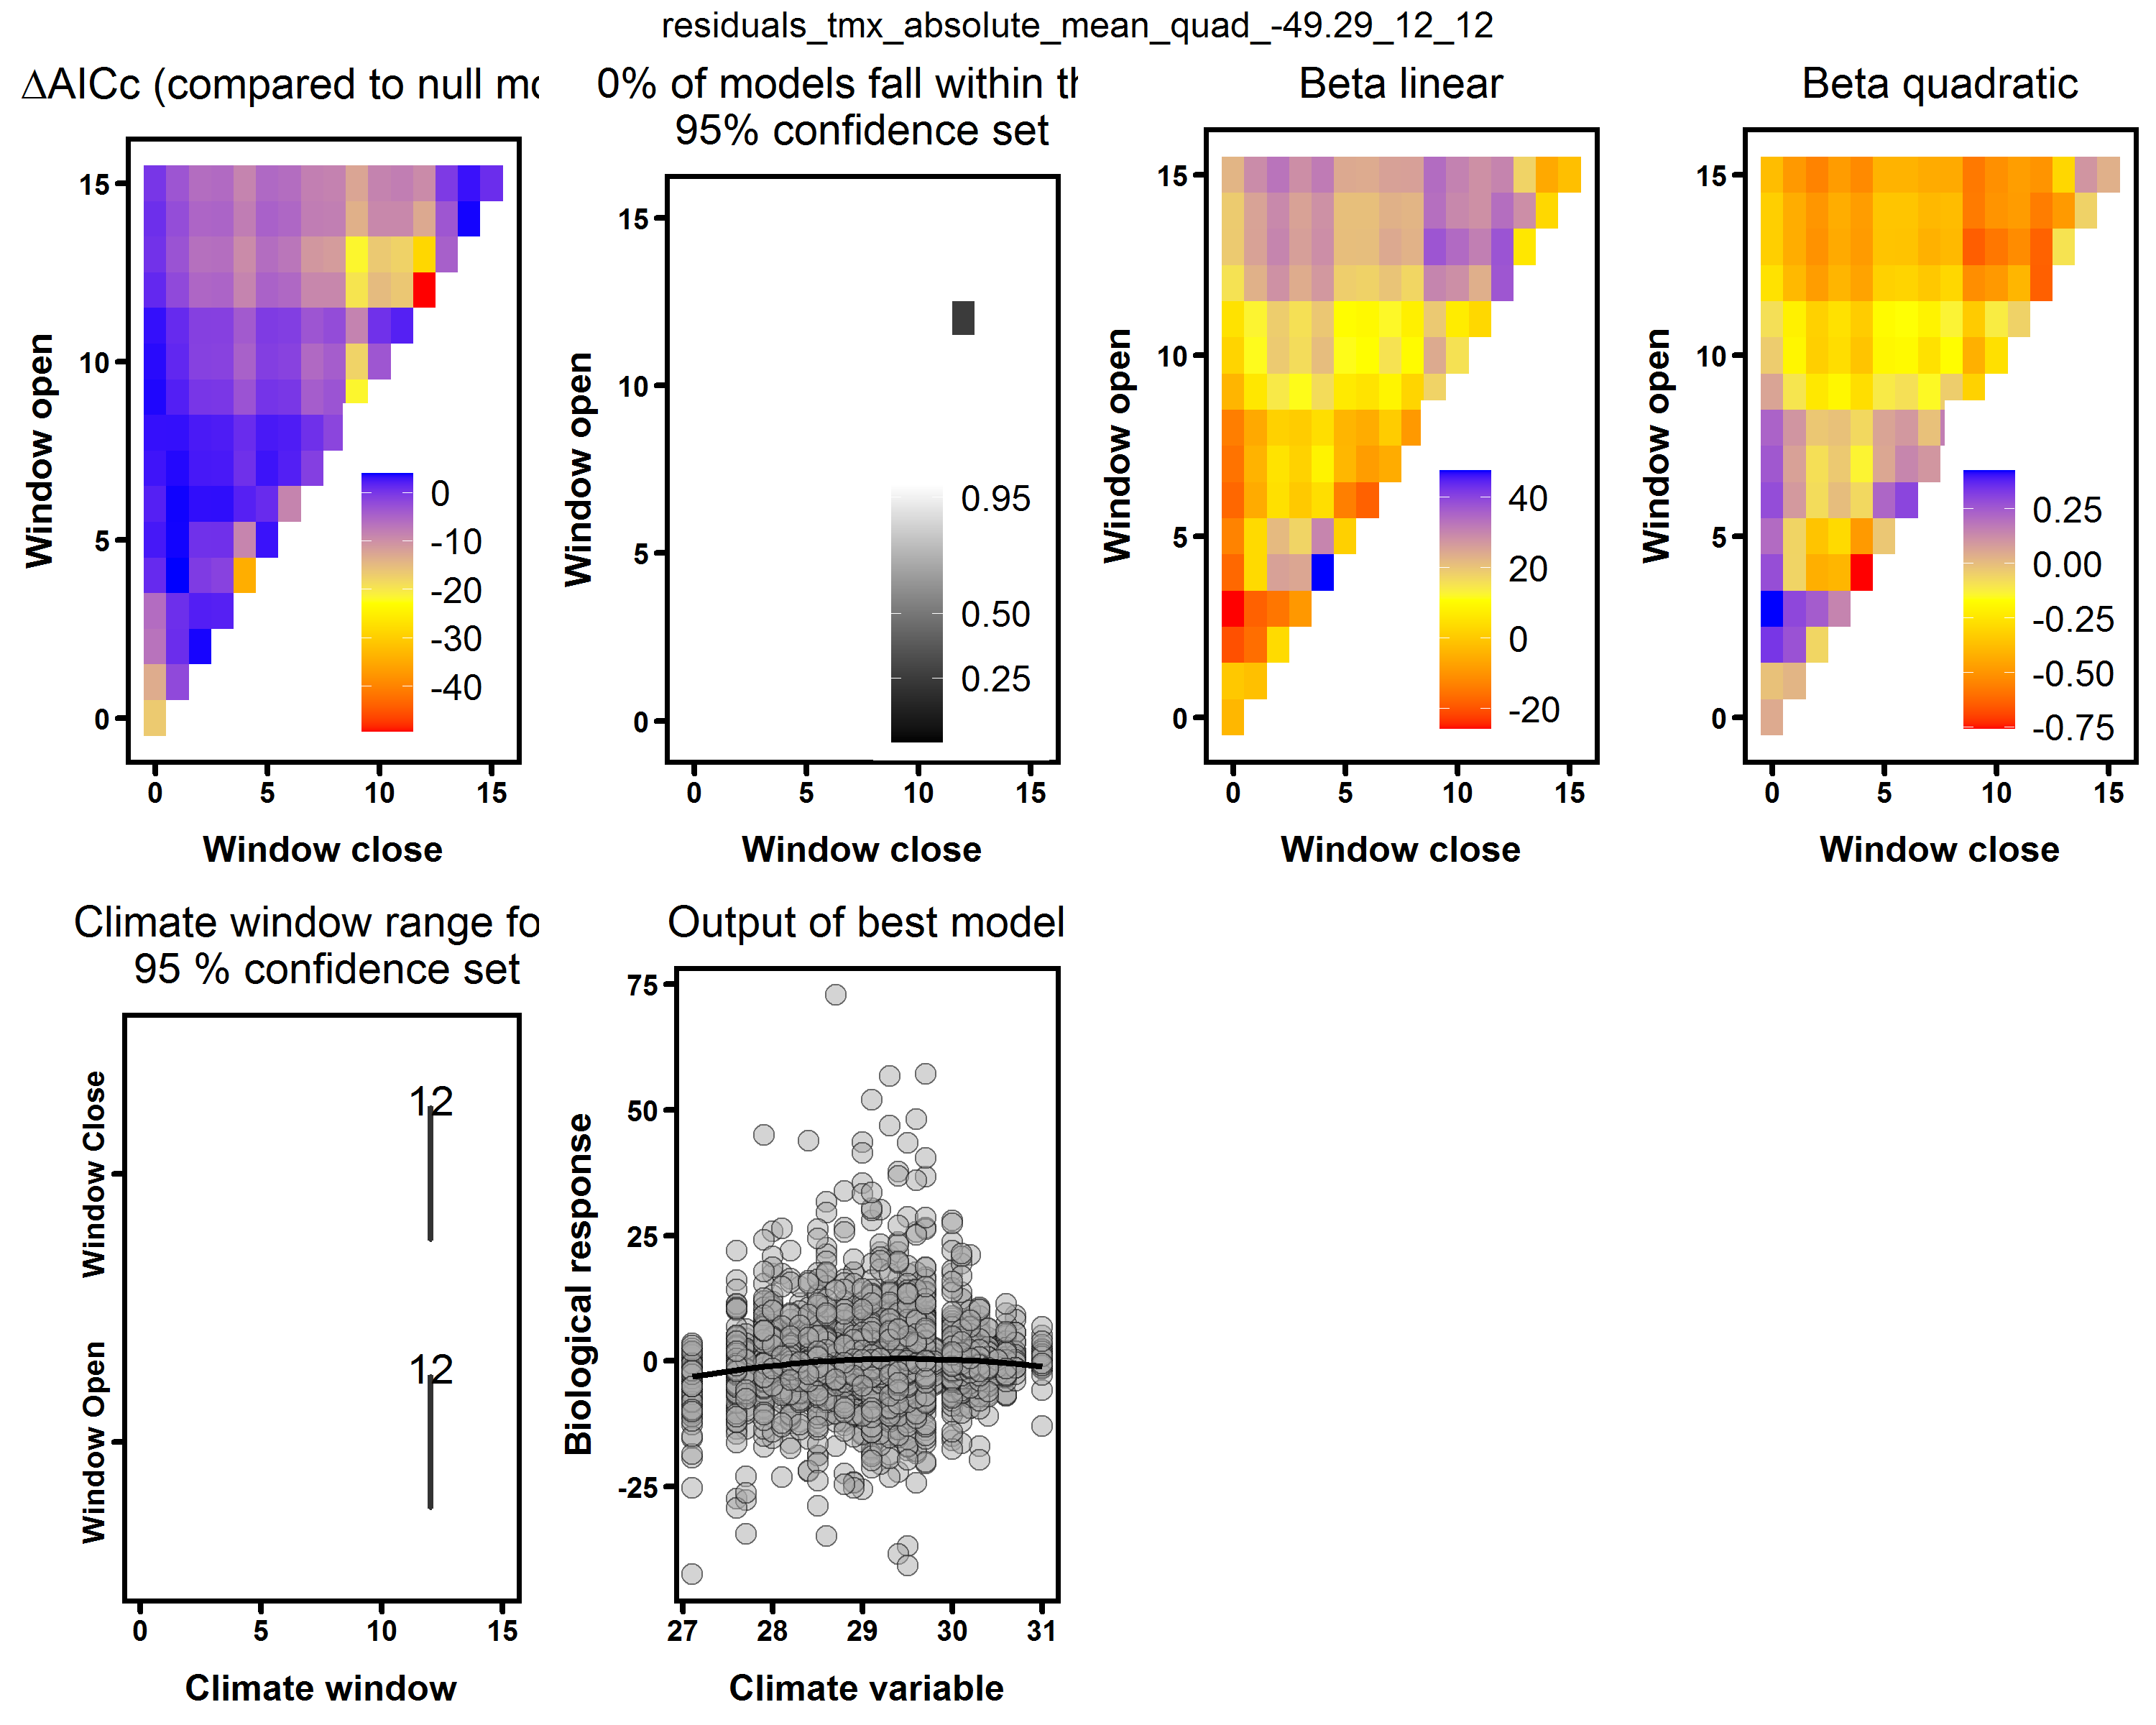 residuals_tmx_absolute_mean_quad_-49.29_12_12
ΔAICc (compared to null mo
15
10
5
0
0
-10
-20
-30
-40
0 5 10 15
Window open
Window close
0% of models fall within th
95% confidence set
15
10
5
0
0.95
0.50
0.25
0 5 10 15
Window open
Window close
Beta linear
15
10
5
0
40
20
0
-20
0 5 10 15
Window open
Window close
Beta quadratic
15
10
5
0
0.25
0.00
-0.25
-0.50
-0.75
0 5 10 15
Window open
Window close
Climate window range fo
95 % confidence set
Window Close
12
Window Open
12
0 5 10 15
Climate window
Output of best model
75
50
25
0
-25
Biological response
27 28 29 30 31
Climate variable